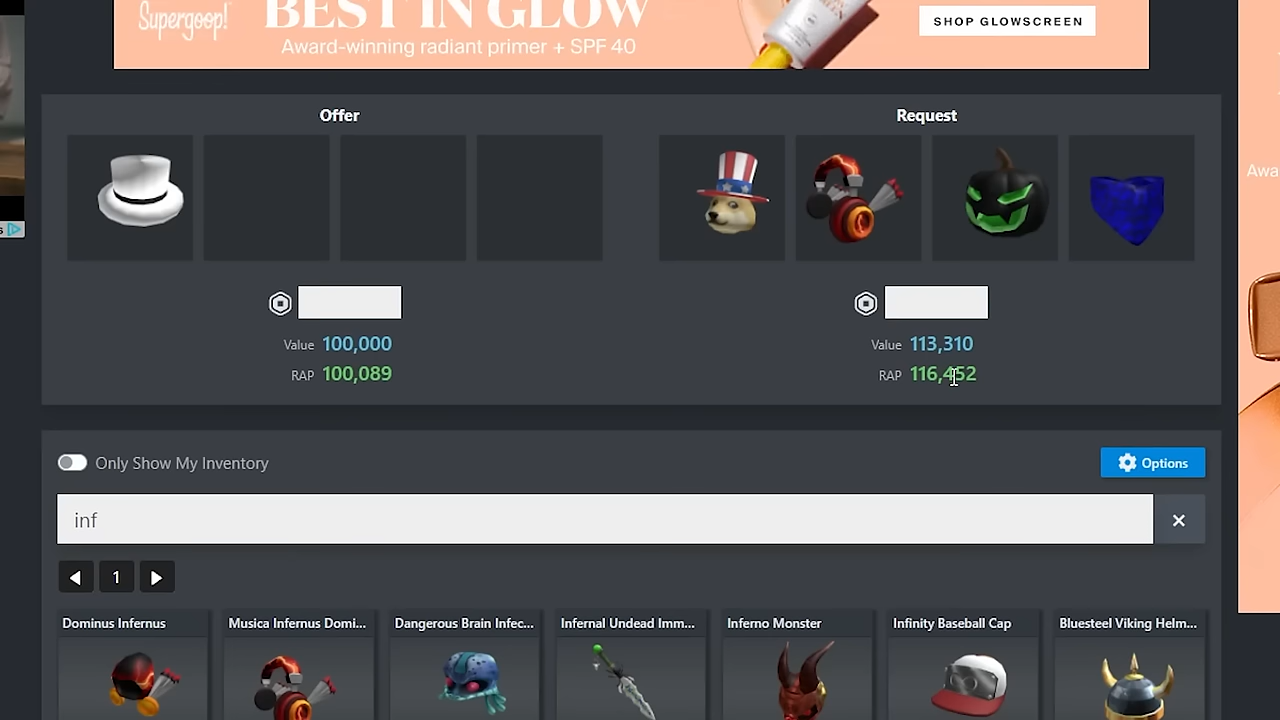 Supergoop!
BEST IN GLOW
Award-winning radiant primer + SPF 40
SHOP GLOWSCREEN
Offer
Request
Value 100,000
RAP 100,089
Value 113,310
RAP 116,452
Only Show My Inventory
Options
inf
1
Dominus Infernus
Musica Infernus Domi...
Dangerous Brain Infec...
Infernal Undead Imm...
Inferno Monster
Infinity Baseball Cap
Bluesteel Viking Helm...